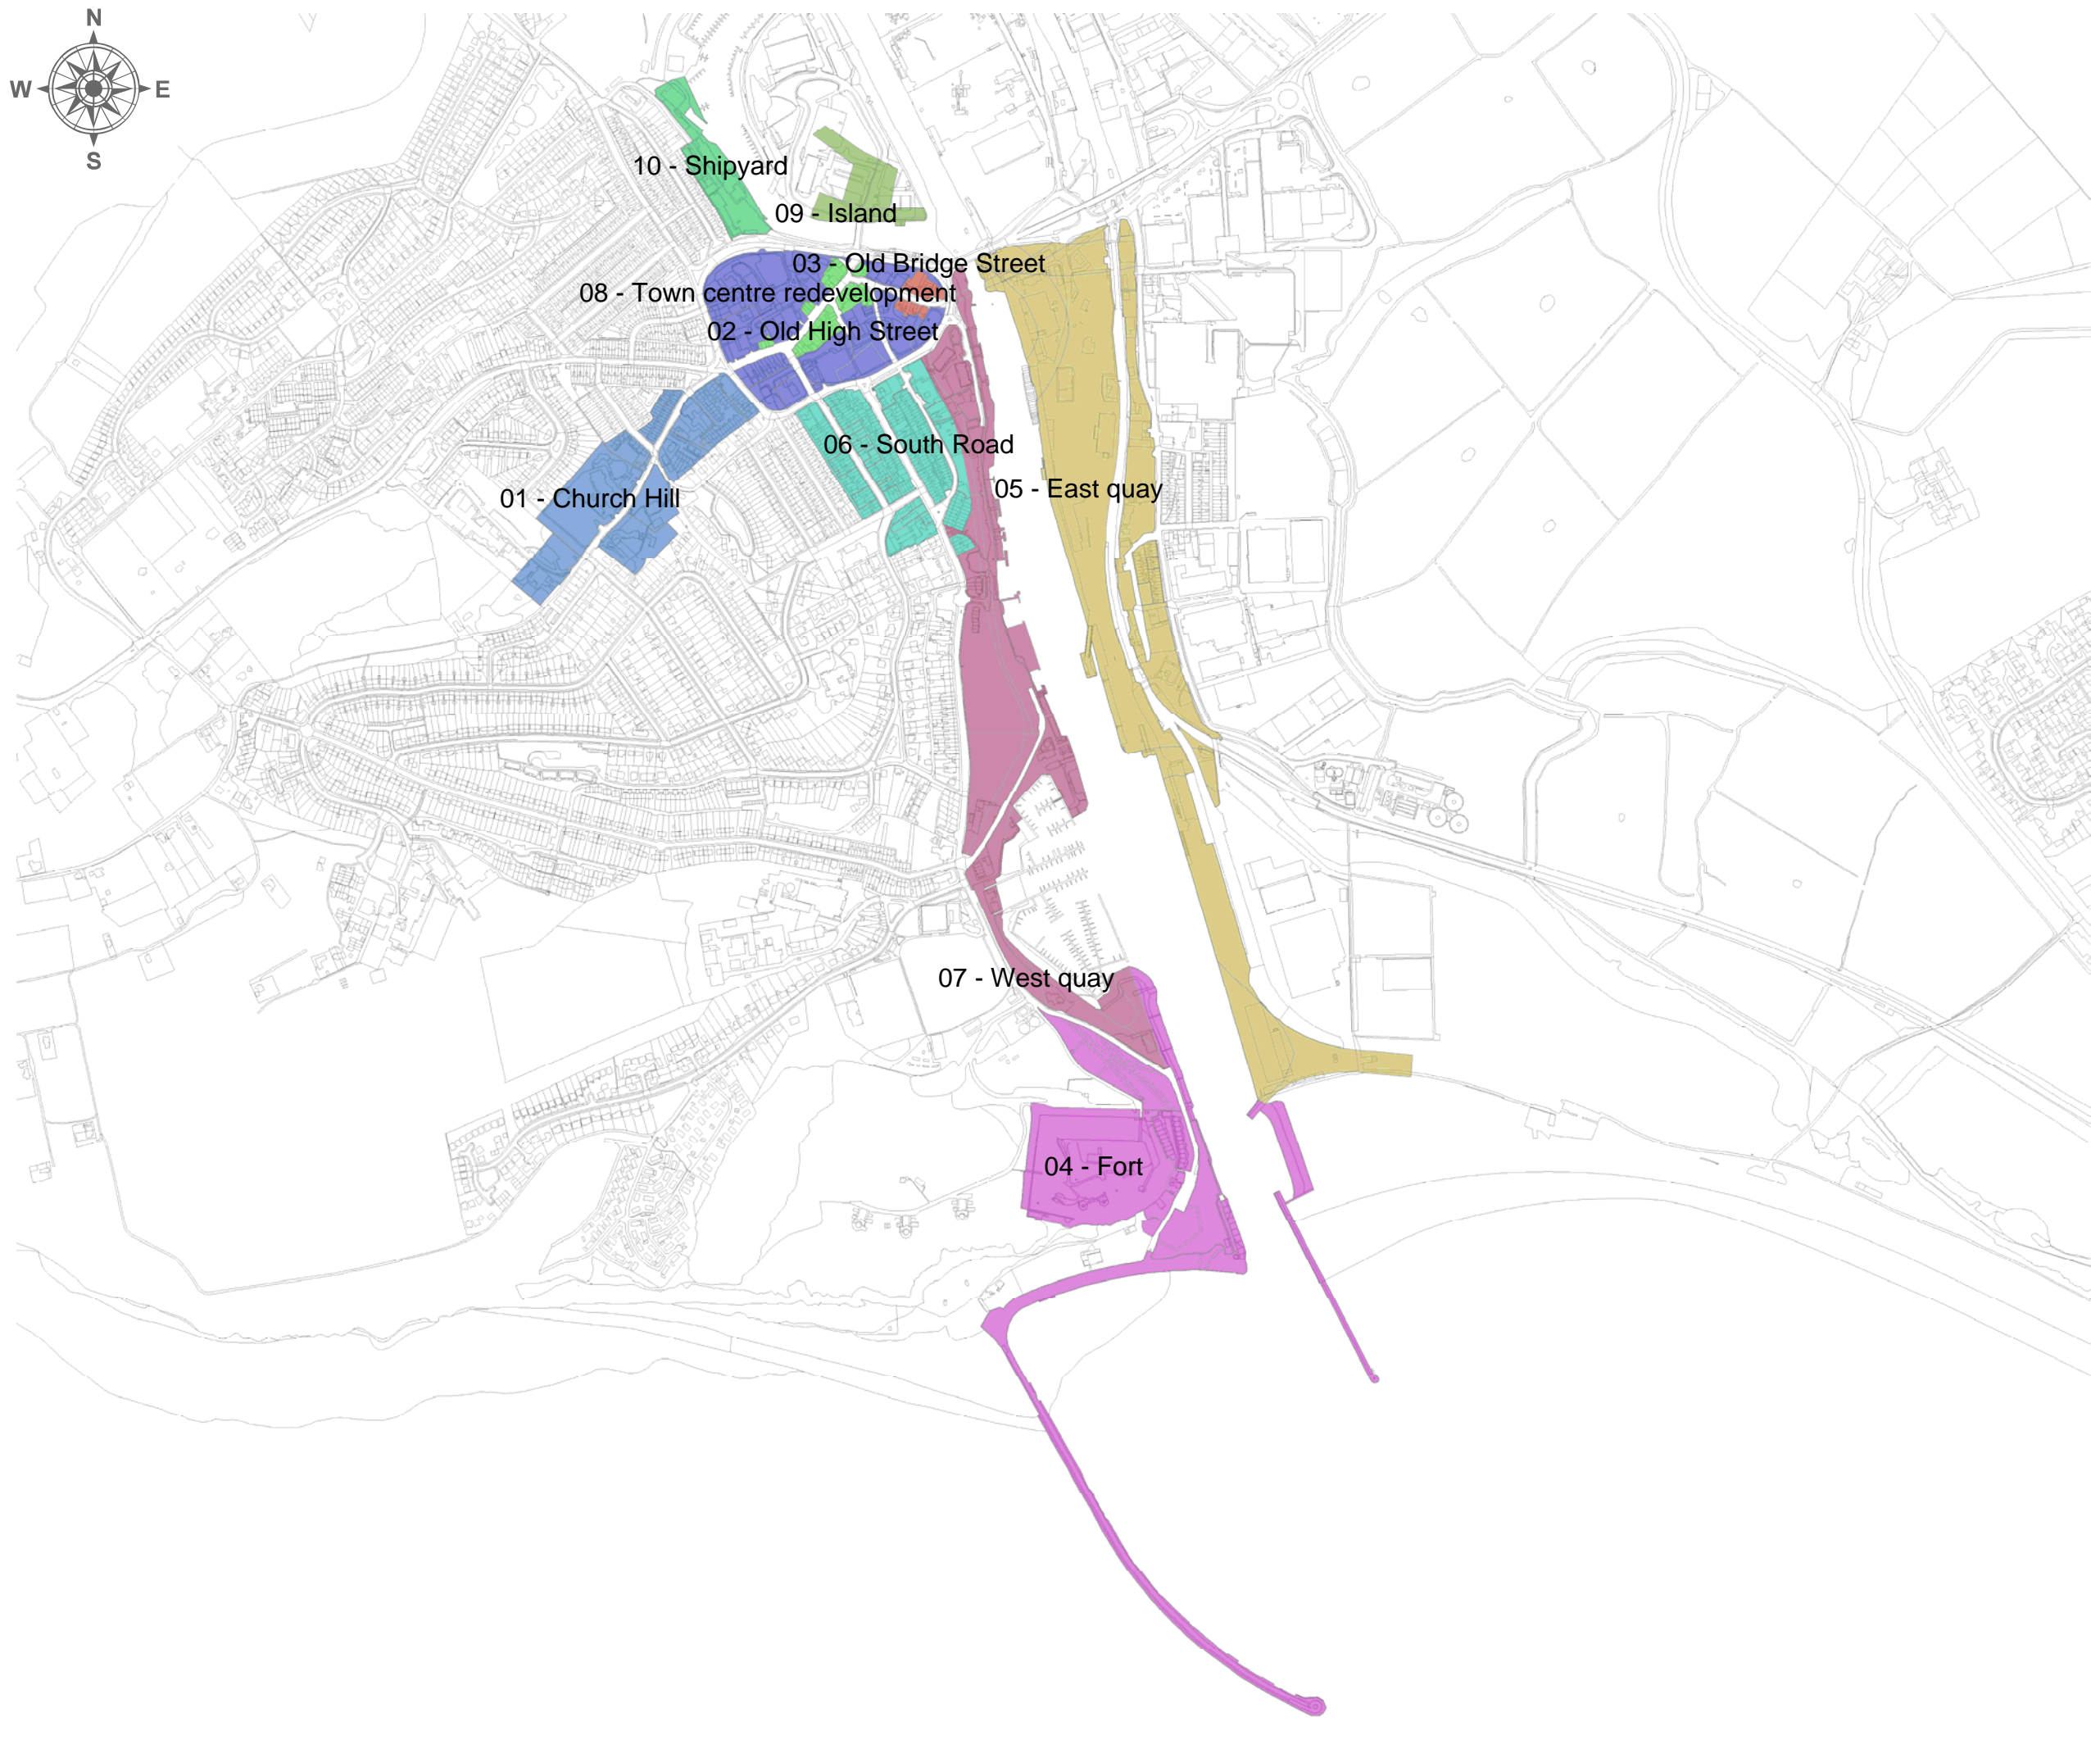 N
W E
S
10 - Shipyard
09 - Island
03 - Old Bridge Street
08 - Town centre redevelopment
02 - Old High Street
06 - South Road
05 - East quay
01 - Church Hill
07 - West quay
04 - Fort